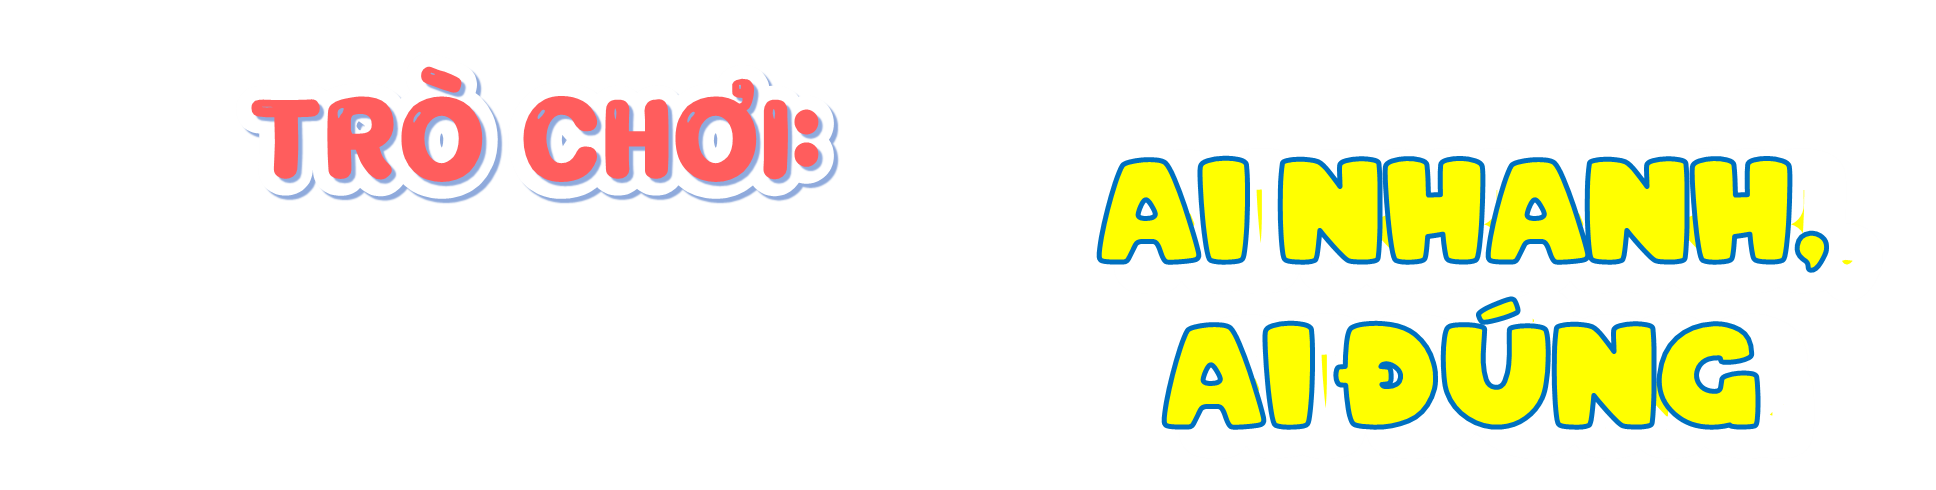 TRÒ CHƠI:
AI NHANH,
AI ĐÚNG